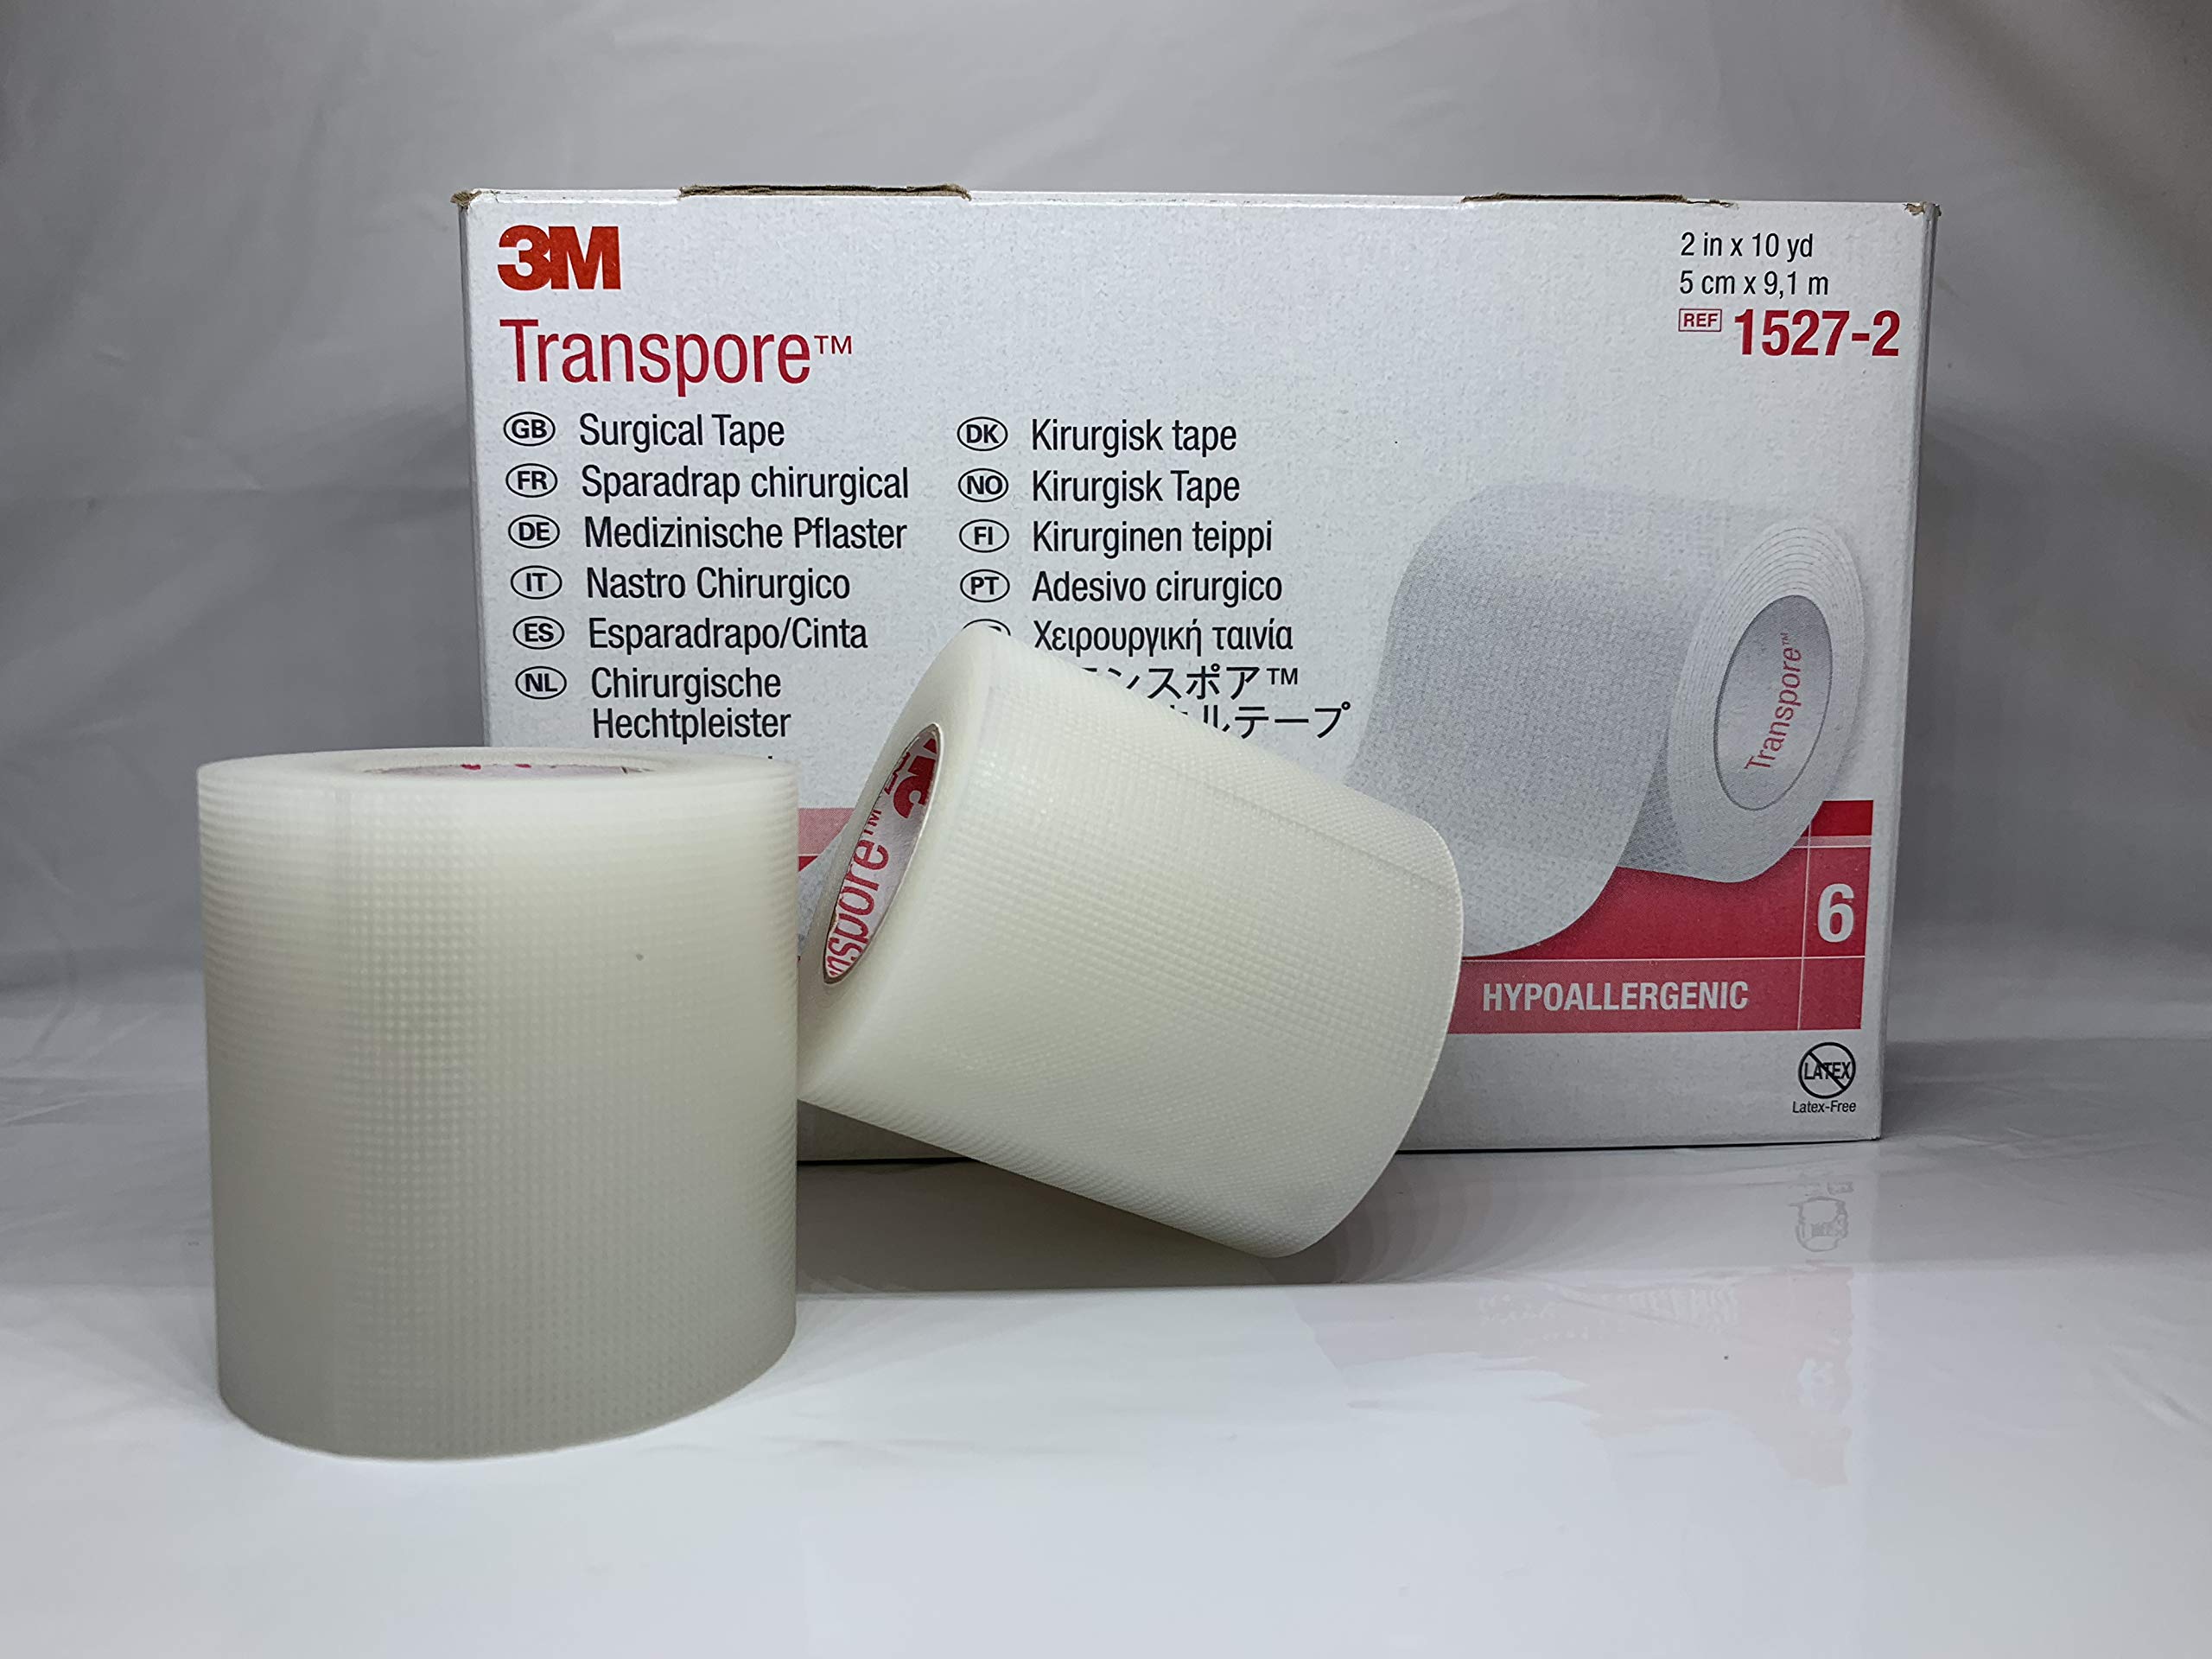 3M
Transpore™
2 in x 10 yd
5 cm x 9,1 m
REF 1527-2
GB Surgical Tape
FR Sparadrap chirurgical
DE Medizinische Pflaster
IT Nastro Chirurgico
ES Esparadrapo/Cinta
NL Chirurgische
Hechtpleister
DK Kirurgisk tape
NO Kirurgisk Tape
FI Kirurginen teippi
PT Adesivo cirurgico
Χειρουργική ταινία
ンスポア™
ルテープ
Transpore™
6
HYPOALLERGENIC
LATEX
Latex-Free
3M